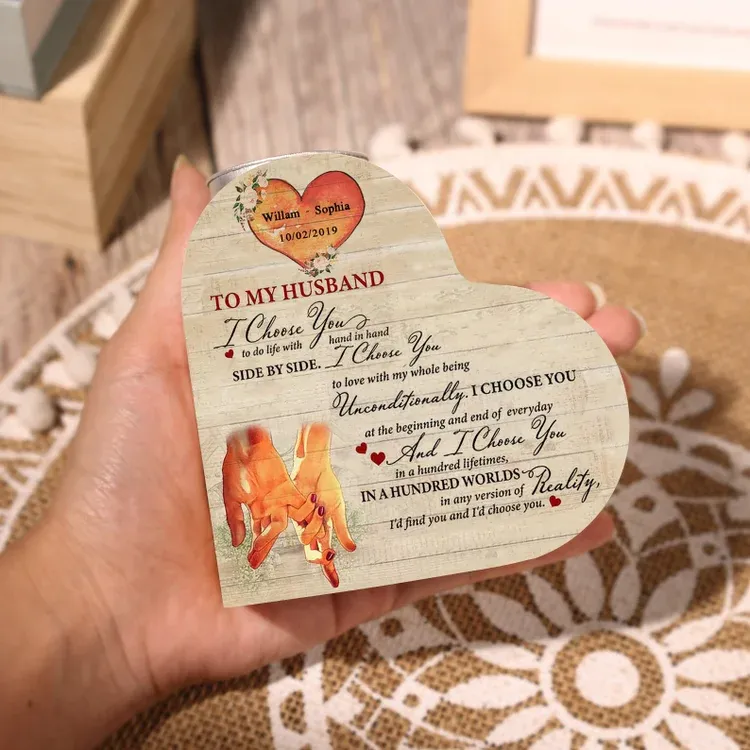 Willam - Sophia
10/02/2019
TO MY HUSBAND
I Choose You
to do life with hand in hand
SIDE BY SIDE. I Choose You
to love with my whole being
Unconditionally. I CHOOSE YOU
at the beginning and end of everyday
And I Choose You
in a hundred lifetimes,
IN A HUNDRED WORLDS
in any version of Reality,
I'd find you and I'd choose you.